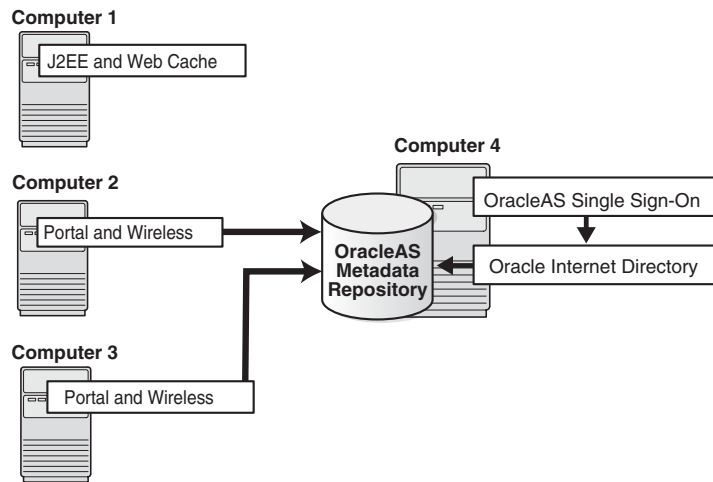 Computer 1
J2EE and Web Cache
Computer 2
Portal and Wireless
Computer 3
Portal and Wireless
Computer 4
OracleAS Single Sign-On
Oracle Internet Directory
OracleAS
Metadata
Repository